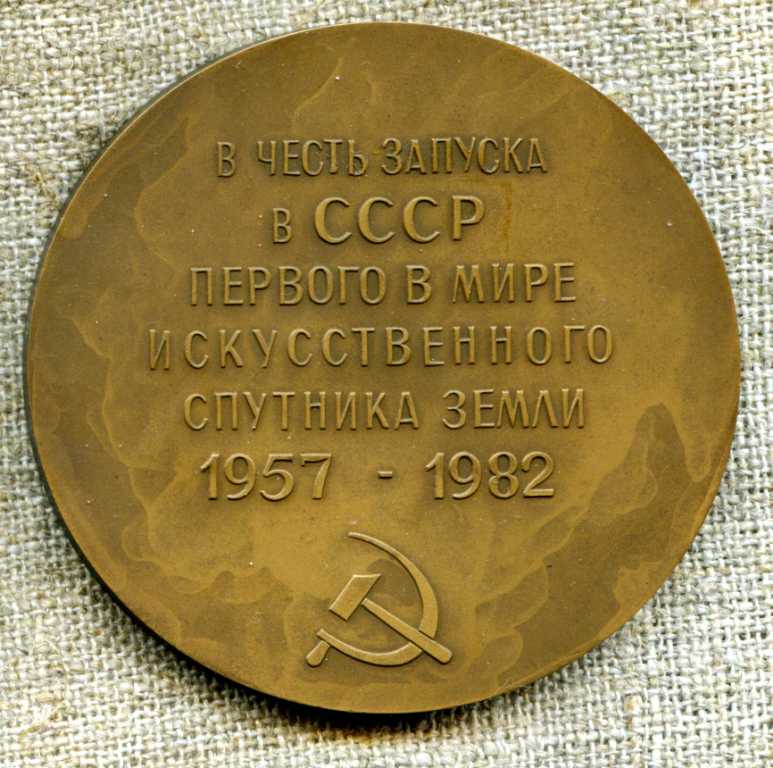 В ЧЕСТЬ ЗАПУСКА
В СССР
ПЕРВОГО В МИРЕ
ИСКУССТВЕННОГО
СПУТНИКА ЗЕМЛИ
1957 - 1982